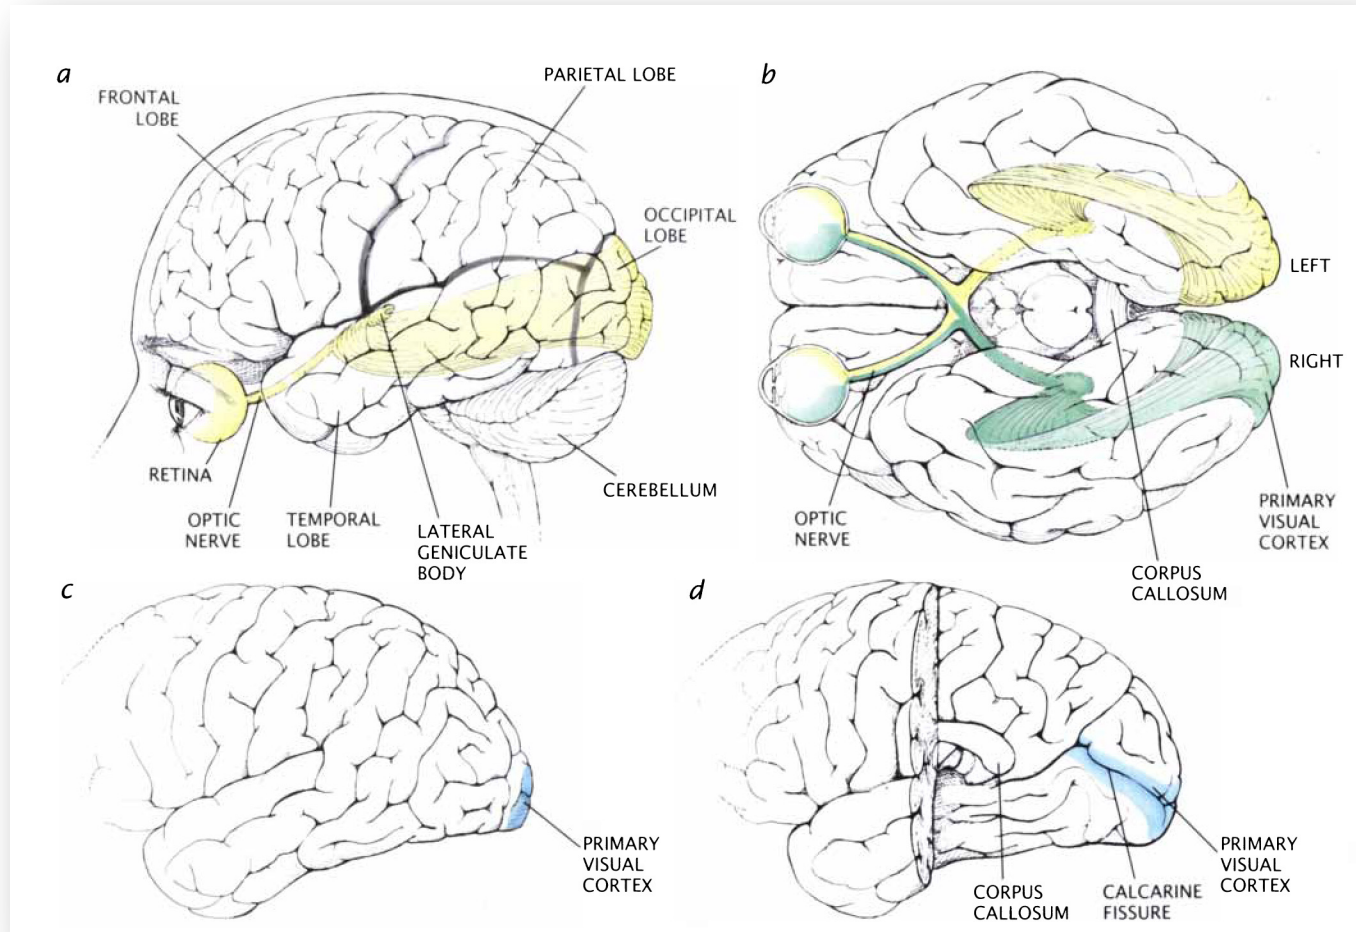 a
FRONTAL
LOBE
PARIETAL LOBE
OCCIPITAL
LOBE
RETINA
OPTIC
NERVE
TEMPORAL
LOBE
LATERAL
GENICULATE
BODY
CEREBELLUM
b
LEFT
RIGHT
OPTIC
NERVE
PRIMARY
VISUAL
CORTEX
CORPUS
CALLOSUM
c
PRIMARY
VISUAL
CORTEX
d
CORPUS
CALLOSUM
CALCARINE
FISSURE
PRIMARY
VISUAL
CORTEX